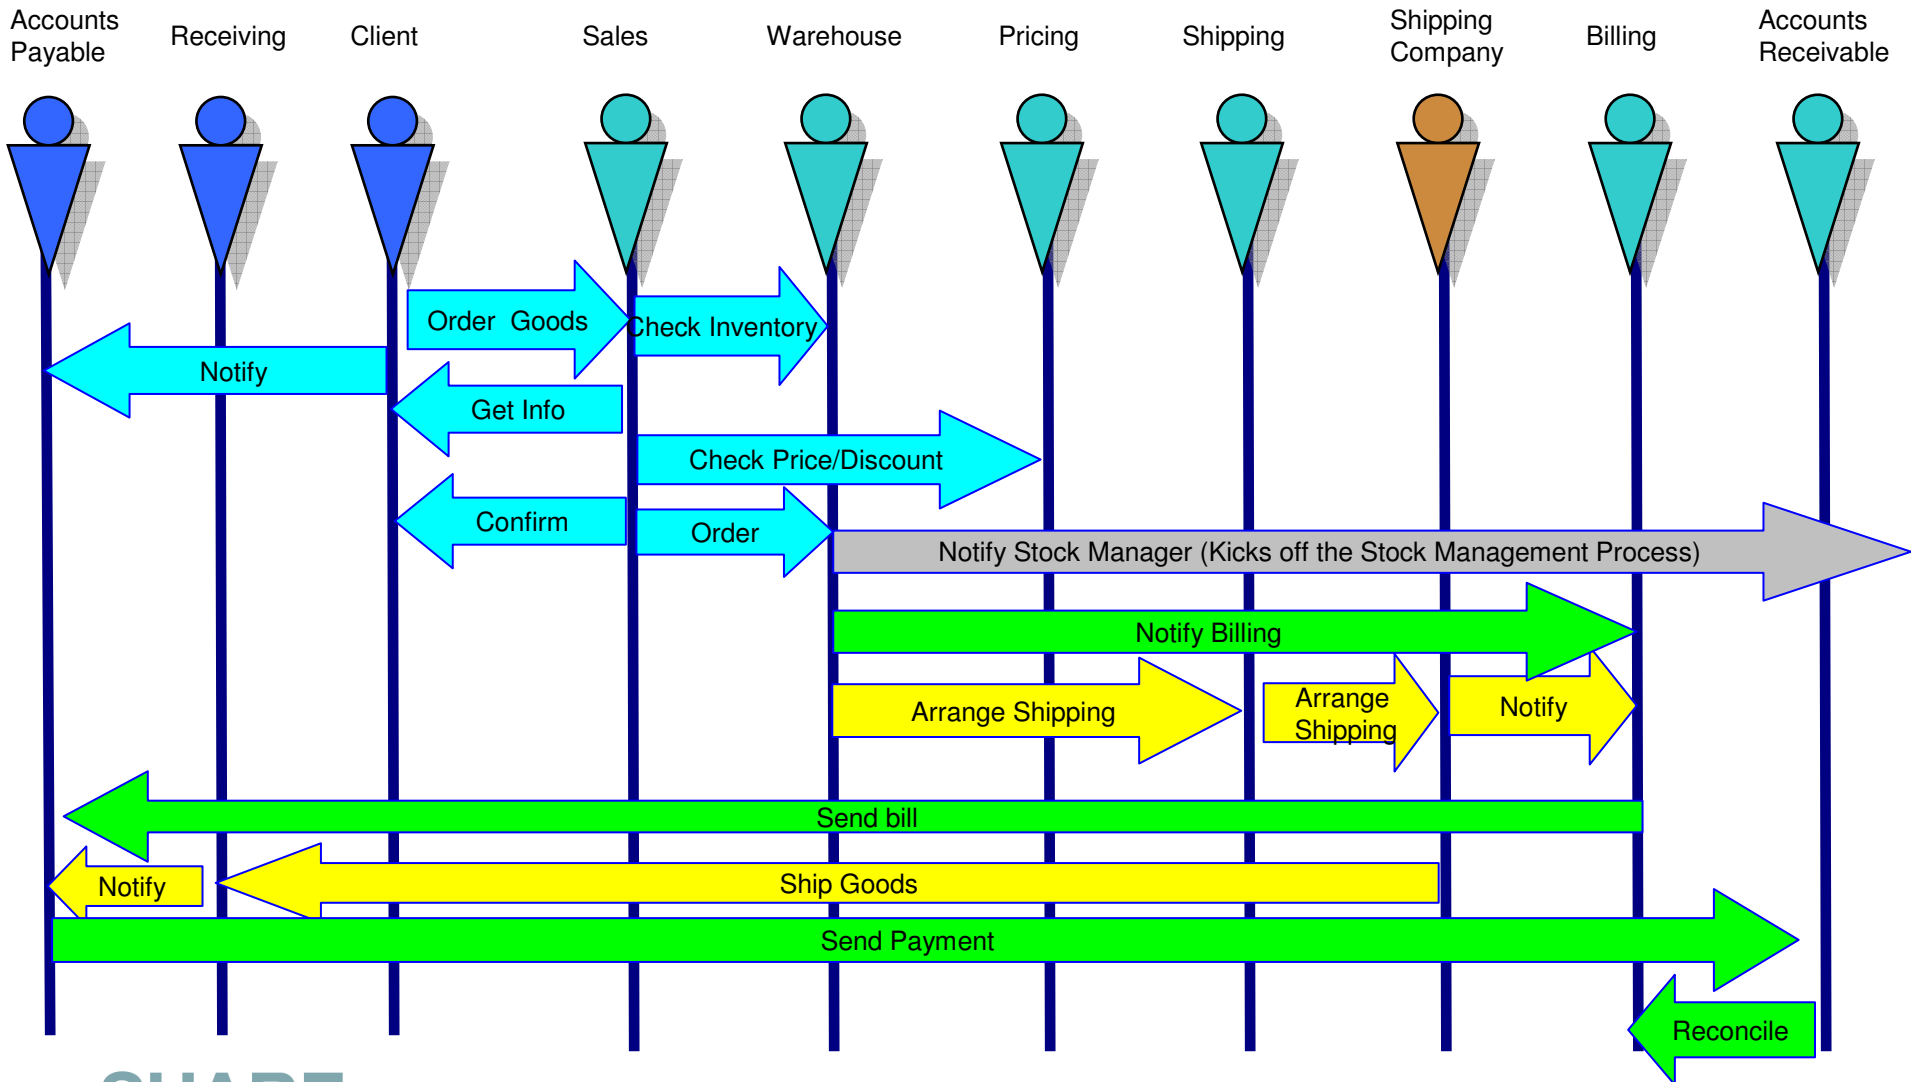 Accounts
Payable
Receiving
Client
Sales
Warehouse
Pricing
Shipping
Shipping
Company
Billing
Accounts
Receivable
Order Goods
Check Inventory
Notify
Get Info
Check Price/Discount
Confirm
Order
Notify Stock Manager (Kicks off the Stock Management Process)
Notify Billing
Arrange Shipping
Arrange
Shipping
Notify
Send bill
Notify
Ship Goods
Send Payment
Reconcile
SHARE